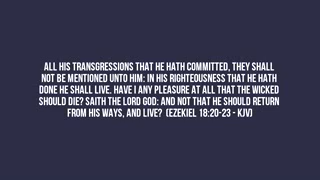 ALL HIS TRANSGRESSIONS THAT HE HATH COMMITTED, THEY SHALL
NOT BE MENTIONED UNTO HIM: IN HIS RIGHTEOUSNESS THAT HE HATH
DONE HE SHALL LIVE. HAVE I ANY PLEASURE AT ALL THAT THE WICKED
SHOULD DIE? SAITH THE LORD GOD: AND NOT THAT HE SHOULD RETURN
FROM HIS WAYS, AND LIVE? (EZEKIEL 18:20-23 - KJV)